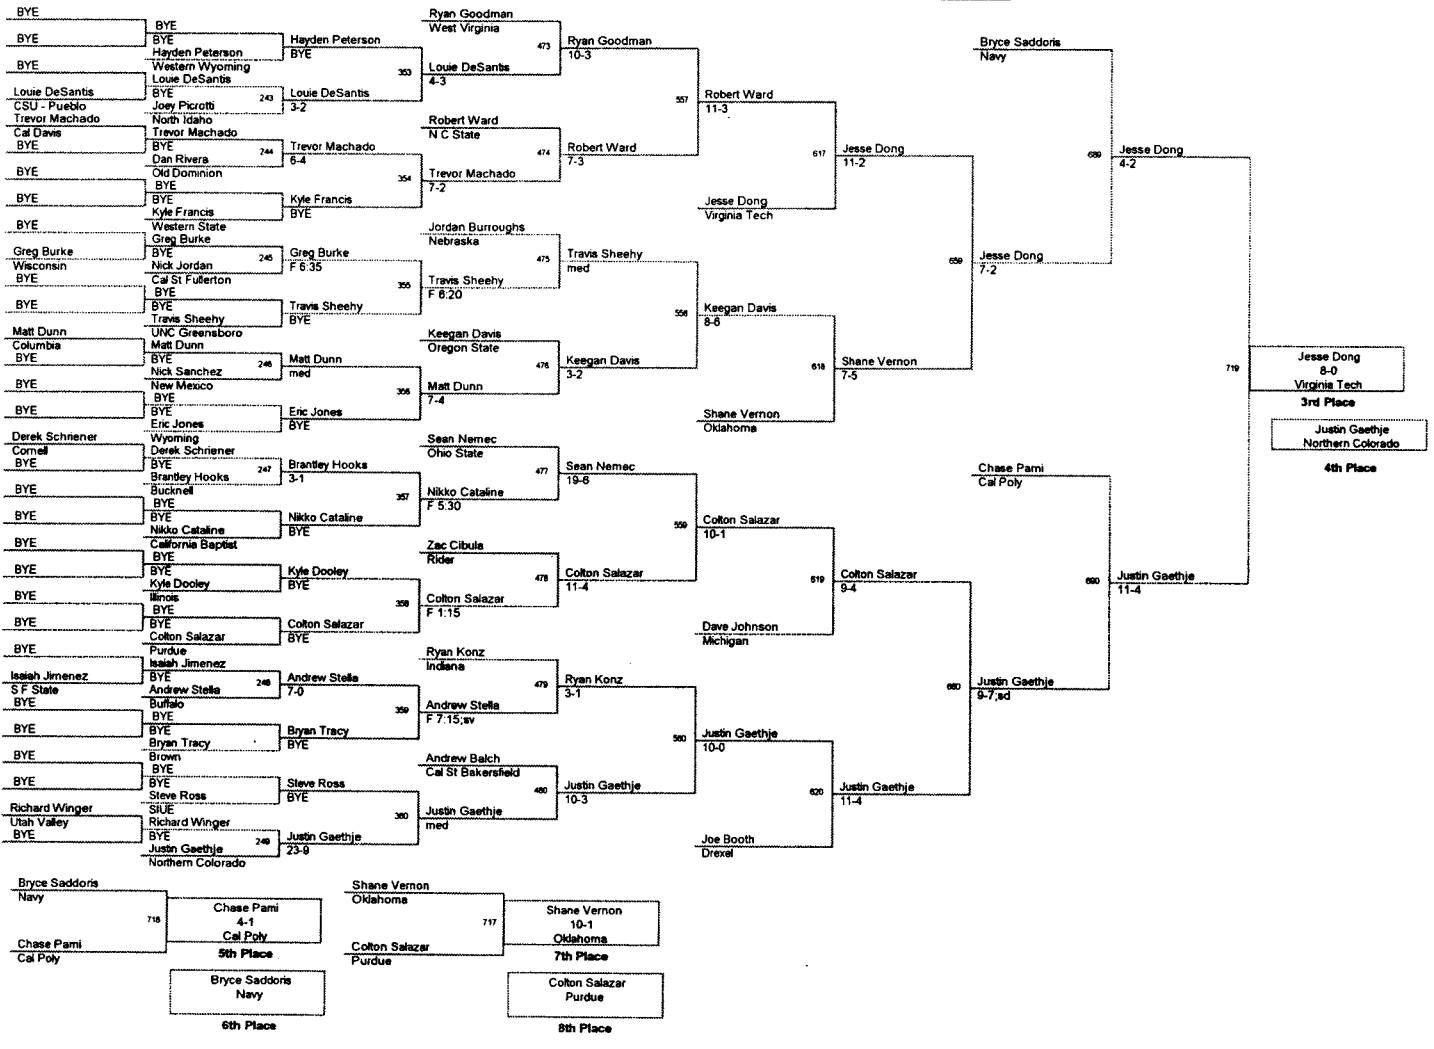 BYE
BYE
BYE
Louie DeSantis
CSU - Pueblo
Trevor Machado
Cal Davis
BYE
BYE
BYE
BYE
Greg Burke
Wisconsin
BYE
BYE
Matt Dunn
Columbia
BYE
BYE
BYE
Derek Schriener
Cornell
BYE
BYE
BYE
BYE
BYE
BYE
BYE
BYE
Isaiah Jimenez
S F State
BYE
BYE
BYE
BYE
Richard Winger
Utah Valley
BYE
BYE
BYE
Hayden Peterson
Western Wyoming
Louie DeSantis
BYE
243
Joey Picrotti
North Idaho
Trevor Machado
BYE
244
Dan Rivera
Old Dominion
BYE
BYE
Kyle Francis
Western State
Greg Burke
BYE
245
Nick Jordan
Cal St Fullerton
BYE
BYE
Travis Sheehy
UNC Greensboro
Matt Dunn
BYE
246
Nick Sanchez
New Mexico
BYE
BYE
Eric Jones
Wyoming
Derek Schriener
BYE
247
Brantley Hooks
Bucknell
BYE
BYE
Nikko Cataline
California Baptist
BYE
BYE
Kyle Dooley
Illinois
BYE
BYE
Colton Salazar
Purdue
Isaiah Jimenez
BYE
248
Andrew Stella
Buffalo
BYE
BYE
Bryan Tracy
Brown
BYE
BYE
Steve Ross
SIUE
Richard Winger
BYE
249
Justin Gaethje
Northern Colorado
Hayden Peterson
BYE
353
Louie DeSantis
3-2
Trevor Machado
6-4
354
Kyle Francis
BYE
Greg Burke
F 6:35
355
Travis Sheehy
BYE
Matt Dunn
med
356
Eric Jones
BYE
Brantley Hooks
3-1
357
Nikko Cataline
BYE
Kyle Dooley
BYE
358
Colton Salazar
BYE
Andrew Stella
7-0
359
Bryan Tracy
BYE
Steve Ross
BYE
360
Justin Gaethje
23-9
Ryan Goodman
West Virginia
473
Louie DeSantis
4-3
Robert Ward
N C State
474
Trevor Machado
7-2
Jordan Burroughs
Nebraska
475
Travis Sheehy
F 6:20
Keegan Davis
Oregon State
476
Matt Dunn
7-4
Sean Nemec
Ohio State
477
Nikko Cataline
F 5:30
Zac Cibula
Rider
478
Colton Salazar
F 1:15
Ryan Konz
Indiana
479
Andrew Stella
F 7:15;sv
Andrew Balch
Cal St Bakersfield
480
Justin Gaethje
med
Ryan Goodman
10-3
557
Robert Ward
7-3
Travis Sheehy
med
558
Keegan Davis
3-2
Sean Nemec
19-6
559
Colton Salazar
11-4
Ryan Konz
3-1
560
Justin Gaethje
10-3
Robert Ward
11-3
617
Jesse Dong
Virginia Tech
Keegan Davis
8-6
618
Shane Vernon
Oklahoma
Colton Salazar
10-1
619
Dave Johnson
Michigan
Justin Gaethje
10-0
620
Joe Booth
Drexel
Jesse Dong
11-2
659
Shane Vernon
7-5
Colton Salazar
9-4
660
Justin Gaethje
11-4
Bryce Saddoris
Navy
689
Jesse Dong
7-2
Chase Pami
Cal Poly
690
Justin Gaethje
9-7;sd
Jesse Dong
4-2
719
Justin Gaethje
11-4
Jesse Dong
8-0
Virginia Tech
3rd Place
Justin Gaethje
Northern Colorado
4th Place
Bryce Saddoris
Navy
718
Chase Pami
Cal Poly
Chase Pami
4-1
Cal Poly
5th Place
Bryce Saddoris
Navy
6th Place
Shane Vernon
Oklahoma
717
Colton Salazar
Purdue
Shane Vernon
10-1
Oklahoma
7th Place
Colton Salazar
Purdue
8th Place